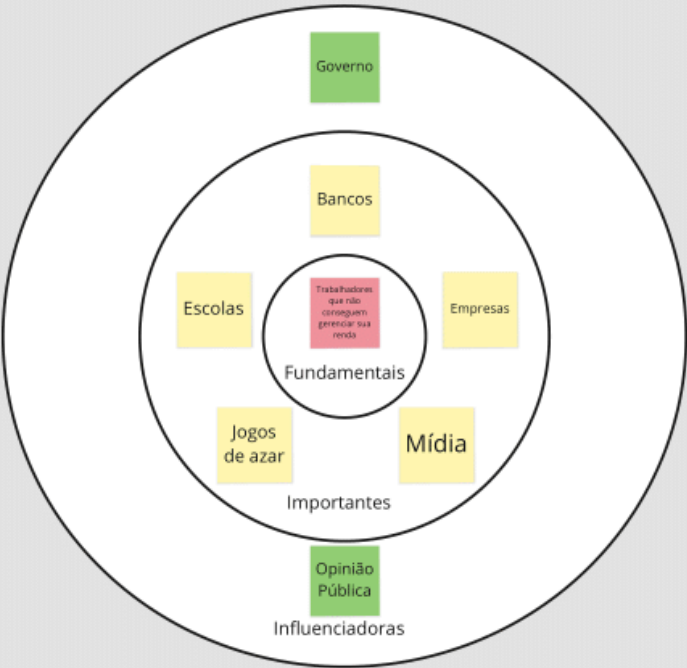 Governo
Bancos
Escolas
Trabalhadores
que não
conseguem
gerenciar sua
renda
Empresas
Fundamentais
Jogos
de azar
Mídia
Importantes
Opinião
Pública
Influenciadoras